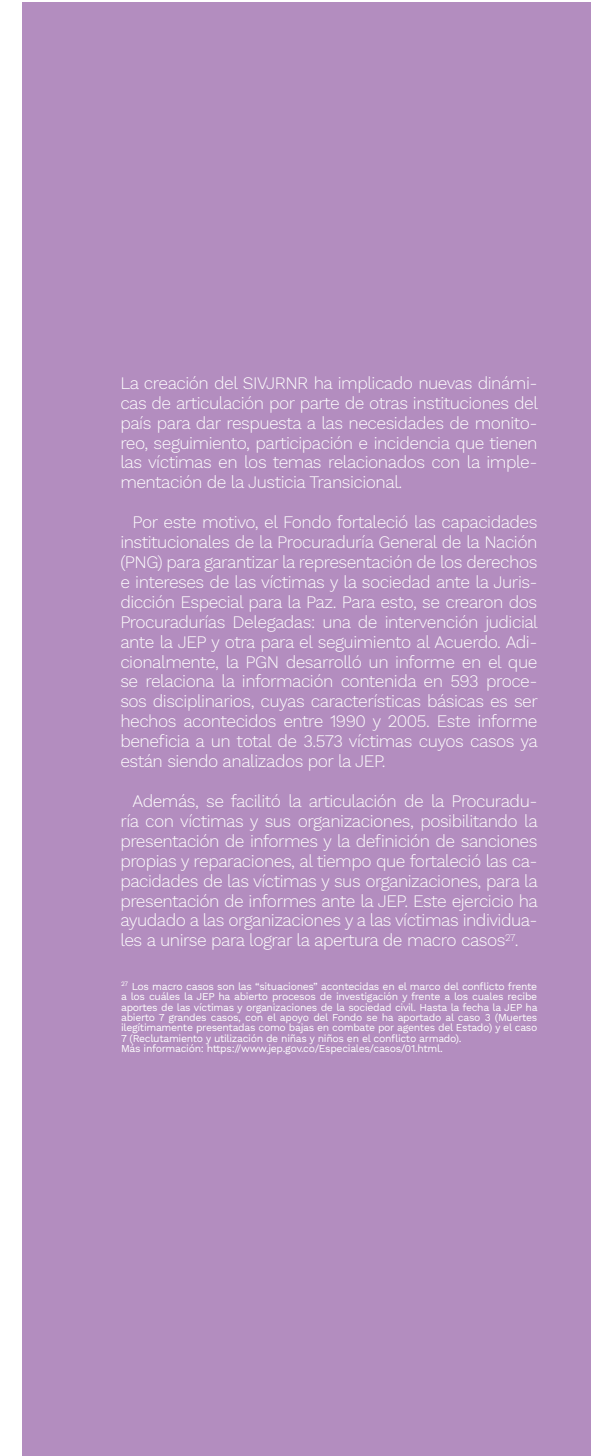 La creación del SIVJRNR ha implicado nuevas dinámi-
cas de articulación por parte de otras instituciones del
país para dar respuesta a las necesidades de monito-
reo, seguimiento, participación e incidencia que tienen
las víctimas en los temas relacionados con la imple-
mentación de la Justicia Transicional.
Por este motivo, el Fondo fortaleció las capacidades
institucionales de la Procuraduría General de la Nación
(PNG) para garantizar la representación de los derechos
e intereses de las víctimas y la sociedad ante la Juris-
dicción Especial para la Paz. Para esto, se crearon dos
Procuradurías Delegadas: una de intervención judicial
ante la JEP y otra para el seguimiento al Acuerdo. Adi-
cionalmente, la PGN desarrolló un informe en el que
se relaciona la información contenida en 593 proce-
sos disciplinarios, cuyas características básicas es ser
hechos acontecidos entre 1990 y 2005. Este informe
beneficia a un total de 3.573 víctimas cuyos casos ya
están siendo analizados por la JEP.
Además, se facilitó la articulación de la Procuradu-
ría con víctimas y sus organizaciones, posibilitando la
presentación de informes y la definición de sanciones
propias y reparaciones, al tiempo que fortaleció las ca-
pacidades de las víctimas y sus organizaciones, para la
presentación de informes ante la JEP. Este ejercicio ha
ayudado a las organizaciones y a las víctimas individua-
les a unirse para lograr la apertura de macro casos²⁷.
²⁷ Los macro casos son las “situaciones” acontecidas en el marco del conflicto frente
a los cuáles la JEP ha abierto procesos de investigación y frente a los cuales recibe
aportes de las víctimas y organizaciones de la sociedad civil. Hasta la fecha la JEP ha
abierto 7 grandes casos, con el apoyo del Fondo se ha aportado al caso 3 (Muertes
ilegítimamente presentadas como bajas en combate por agentes del Estado) y el caso
7 (Reclutamiento y utilización de niñas y niños en el conflicto armado).
Más información: https://www.jep.gov.co/Especiales/casos/01.html.